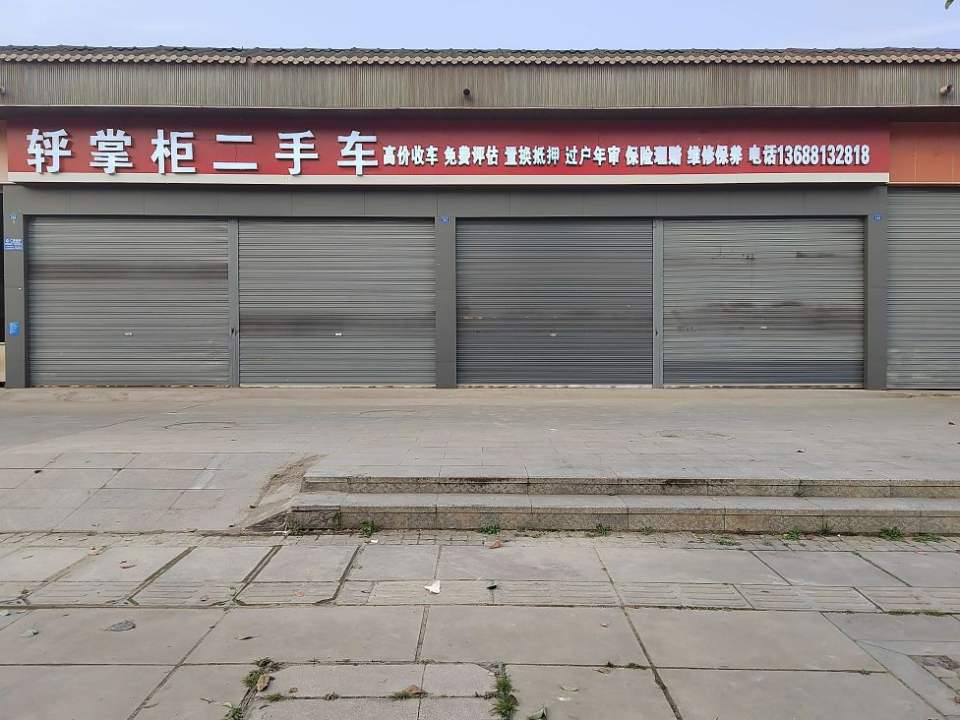 轷掌柜二手车 高价收车 免费评估 置换抵押 过户年审 保险理赔 维修保养 电话13688132818